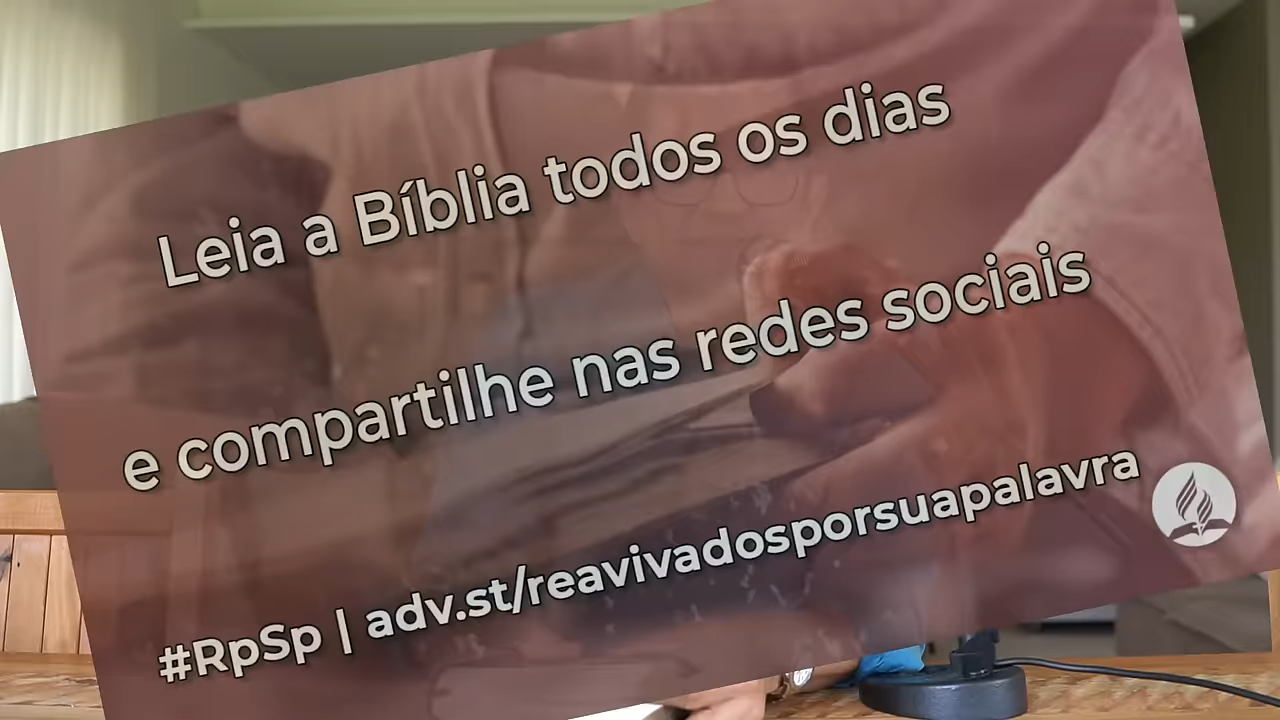 Leia a Bíblia todos os dias
e compartilhe nas redes sociais
#RpSp | adv.st/reavivadosporsuapalavra